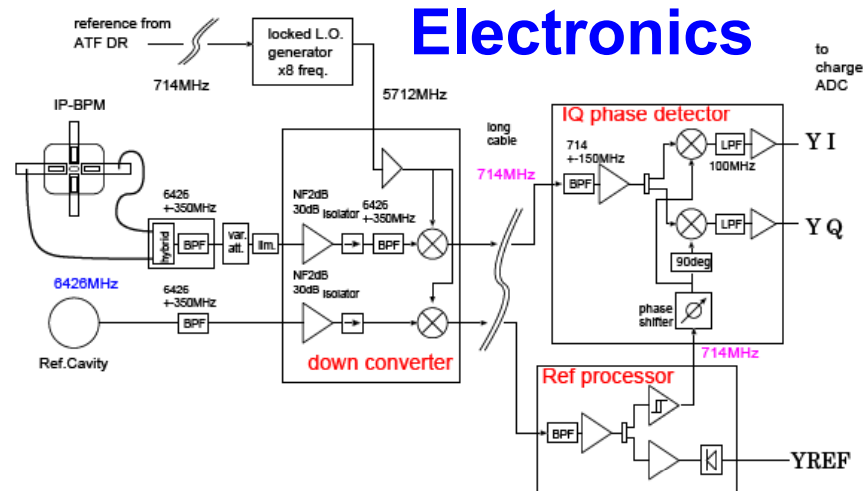 Electronics
reference from
ATF DR
714MHz
locked L.O.
generator
x8 freq.
5712MHz
to
charge
ADC
IP-BPM
long
cable
714MHz
IQ phase detector
714
+-150MHz
BPF
LPF
100MHz
Y I
LPF
Y Q
90deg
phase
shifter
714MHz
6426
+-350MHz
hybrid
BPF
var.
att.
lim.
NF2dB
30dB
Isolator
6426
+-350MHz
BPF
6426MHz
Ref.Cavity
6426
+-350MHz
BPF
NF2dB
30dB
Isolator
down converter
Ref processor
BPF
YREF